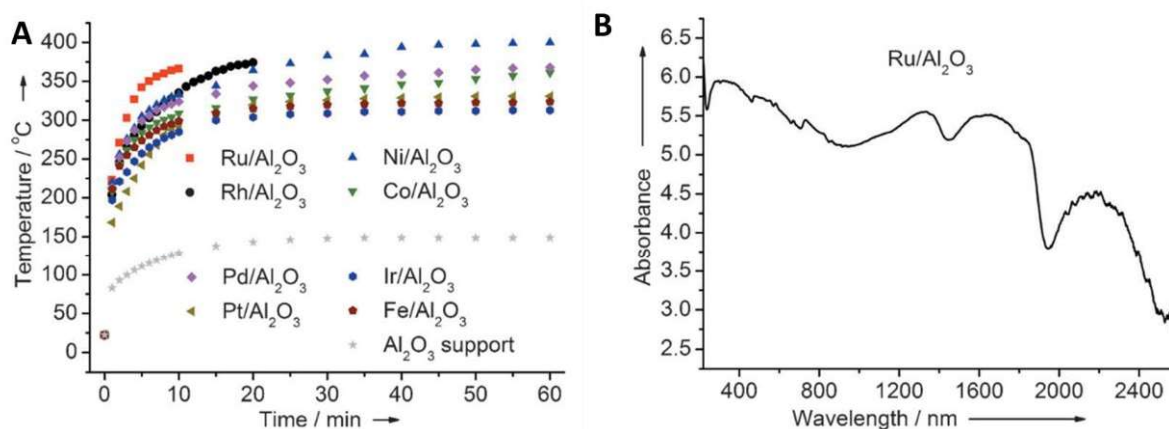 A
400
350
300
250
200
150
100
50
0
Temperature / °C →
Ru/Al₂O₃
Rh/Al₂O₃
Pd/Al₂O₃
Pt/Al₂O₃
Ni/Al₂O₃
Co/Al₂O₃
Ir/Al₂O₃
Fe/Al₂O₃
Al₂O₃ support
0 10 20 30 40 50 60
Time / min →
B
6.5
6.0
5.5
5.0
4.5
4.0
3.5
3.0
2.5
Absorbance →
Ru/Al₂O₃
400 800 1200 1600 2000 2400
Wavelength / nm →